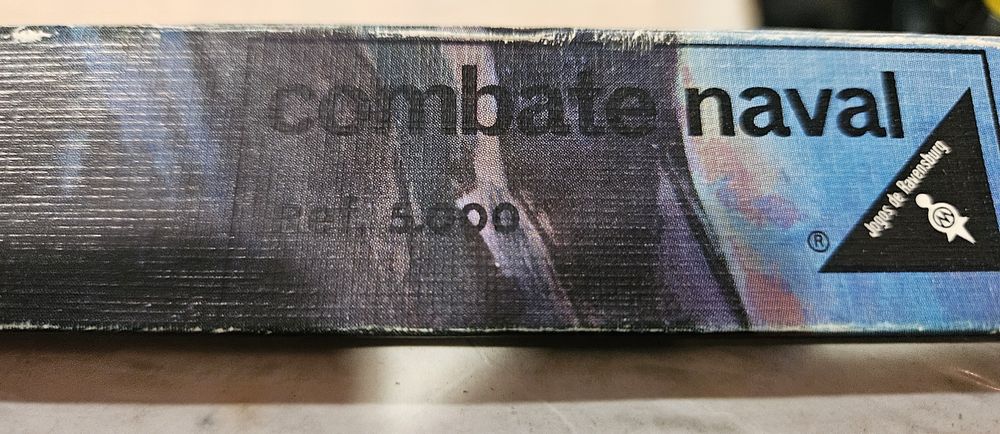 combate naval
ref. 5.600
®
Jogos de Ravensburg